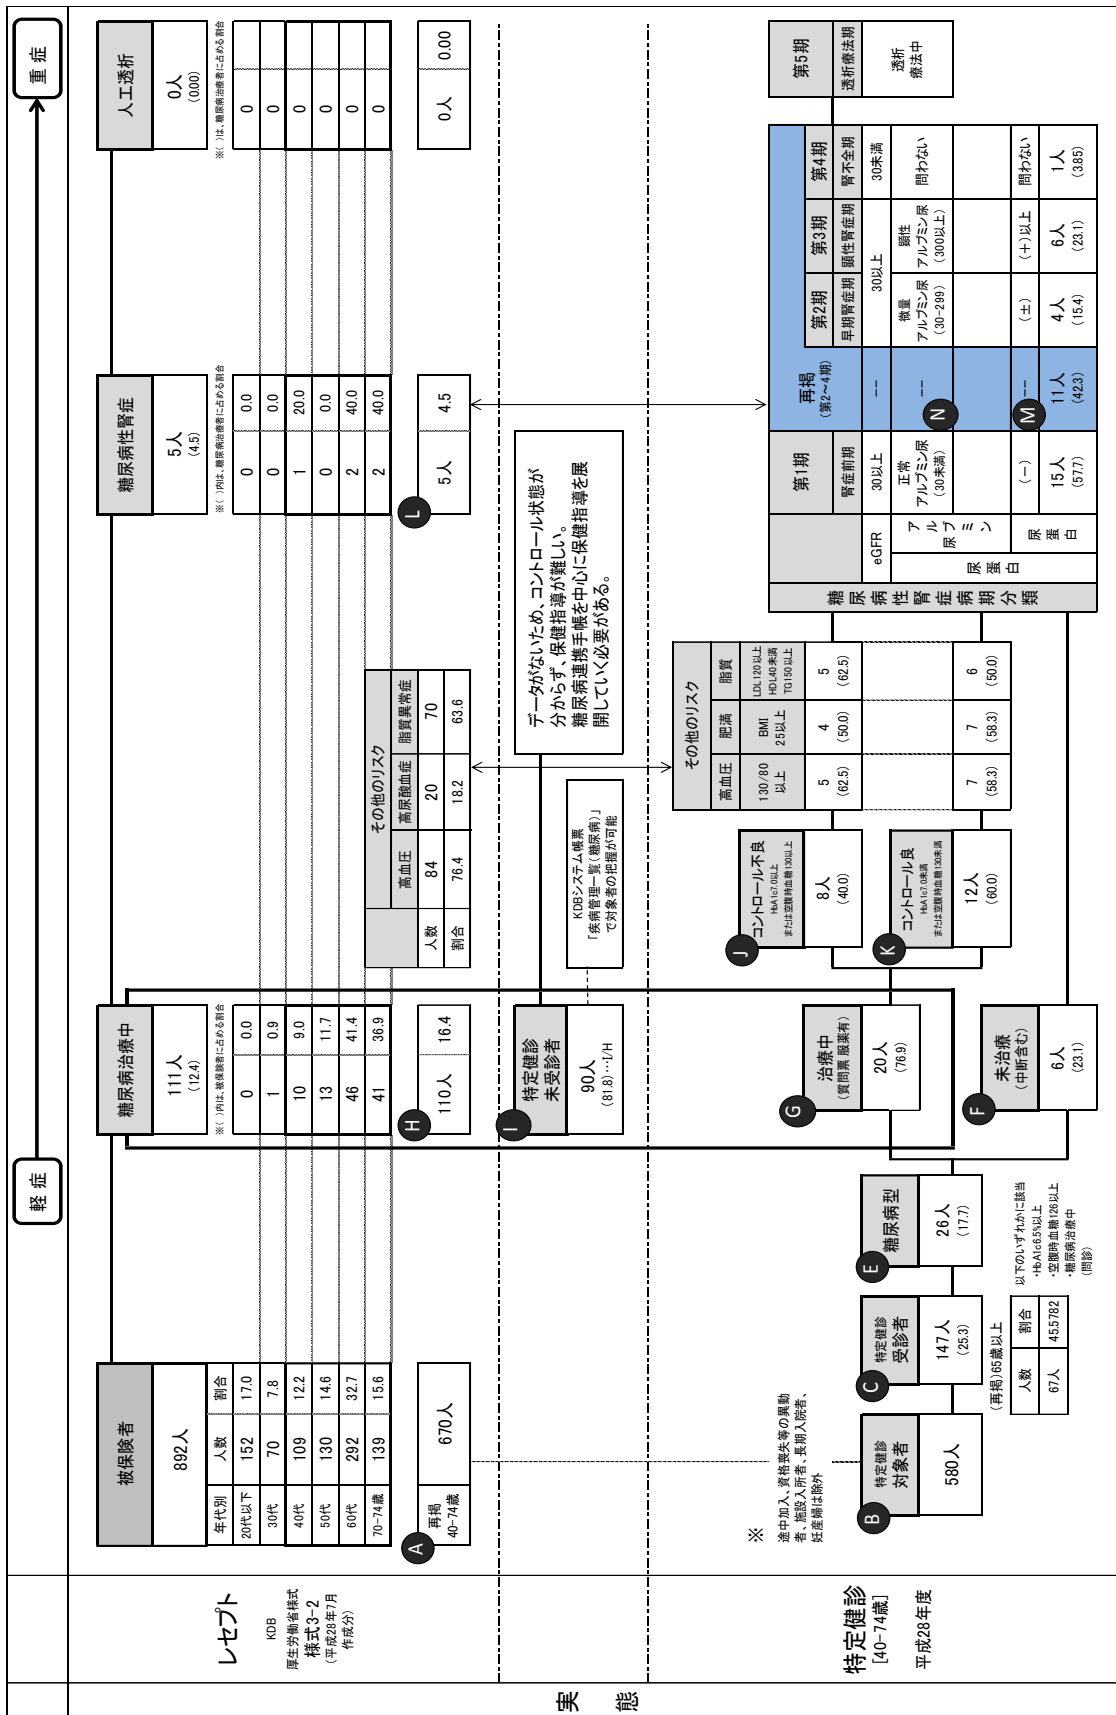 軽症
重症
実態
レセプト
KDB
厚生労働省様式
様式3-2
(平成28年7月
作成分)
被保険者
892人
年代別 人数 割合
20代以下 152 17.0
30代 70 7.8
40代 109 12.2
50代 130 14.6
60代 292 32.7
70-74歳 139 15.6
A
再掲
40-74歳
670人
糖尿病治療中
111人
(12.4)
※( )内は、被保険者に占める割合
0 0.0
1 0.9
10 9.0
13 11.7
46 41.4
41 36.9
H
110人 16.4
その他のリスク
高血圧 高尿酸血症 脂質異常症
人数 84 20 70
割合 76.4 18.2 63.6
糖尿病性腎症
5人
(4.5)
※( )内は、糖尿病治療者に占める割合
0 0.0
0 0.0
1 20.0
0 0.0
2 40.0
2 40.0
L
5人 4.5
人工透析
0人
(0.00)
※( )は、糖尿病治療者に占める割合
0
0
0
0
0
0
0人 0.00
I
特定健診
未受診者
90人
(81.8)…I/H
KDBシステム帳票
「疾病管理一覧(糖尿病)」
で対象者の把握が可能
データがないため、コントロール状態が
分からず、保健指導が難しい。
糖尿病連携手帳を中心に保健指導を展
開していく必要がある。
特定健診
[40-74歳]
平成28年度
※
途中加入、資格喪失等の異動
者、施設入所者、長期入院者、
妊産婦は除外
B
特定健診
対象者
580人
C
特定健診
受診者
147人
(25.3)
(再掲)65歳以上
人数 割合
67人 45.5782
E
糖尿病型
26人
(17.7)
以下のいずれかに該当
・HbA1c6.5%以上
・空腹時血糖126以上
・糖尿病治療中
(問診)
G
治療中
(質問票 服薬有)
20人
(76.9)
F
未治療
(中断含む)
6人
(23.1)
J
コントロール不良
HbA1c7.0以上
または空腹時血糖130以上
8人
(40.0)
K
コントロール良
HbA1c7.0未満
または空腹時血糖130未満
12人
(60.0)
その他のリスク
高血圧 肥満 脂質
130/80
以上
BMI
25以上
LDL120以上
HDL40未満
TG150以上
5 4 5
(62.5) (50.0) (62.5)
7 7 6
(58.3) (58.3) (50.0)
糖尿病性腎症病期分類
第1期
再掲
(第2~4期)
第2期 第3期 第4期
腎症前期 早期腎症期 顕性腎症期 腎不全期
eGFR 30以上 -- 30以上 30未満
尿蛋白
アルブミン尿
正常
アルブミン尿
(30未満)
--
N
微量
アルブミン尿
(30-299)
顕性
アルブミン尿
(300以上)
問わない
尿蛋白
(-) -- (±) (+)以上 問わない
M
15人 11人 4人 6人 1人
(57.7) (42.3) (15.4) (23.1) (3.85)
第5期
透析療法期
透析
療法中